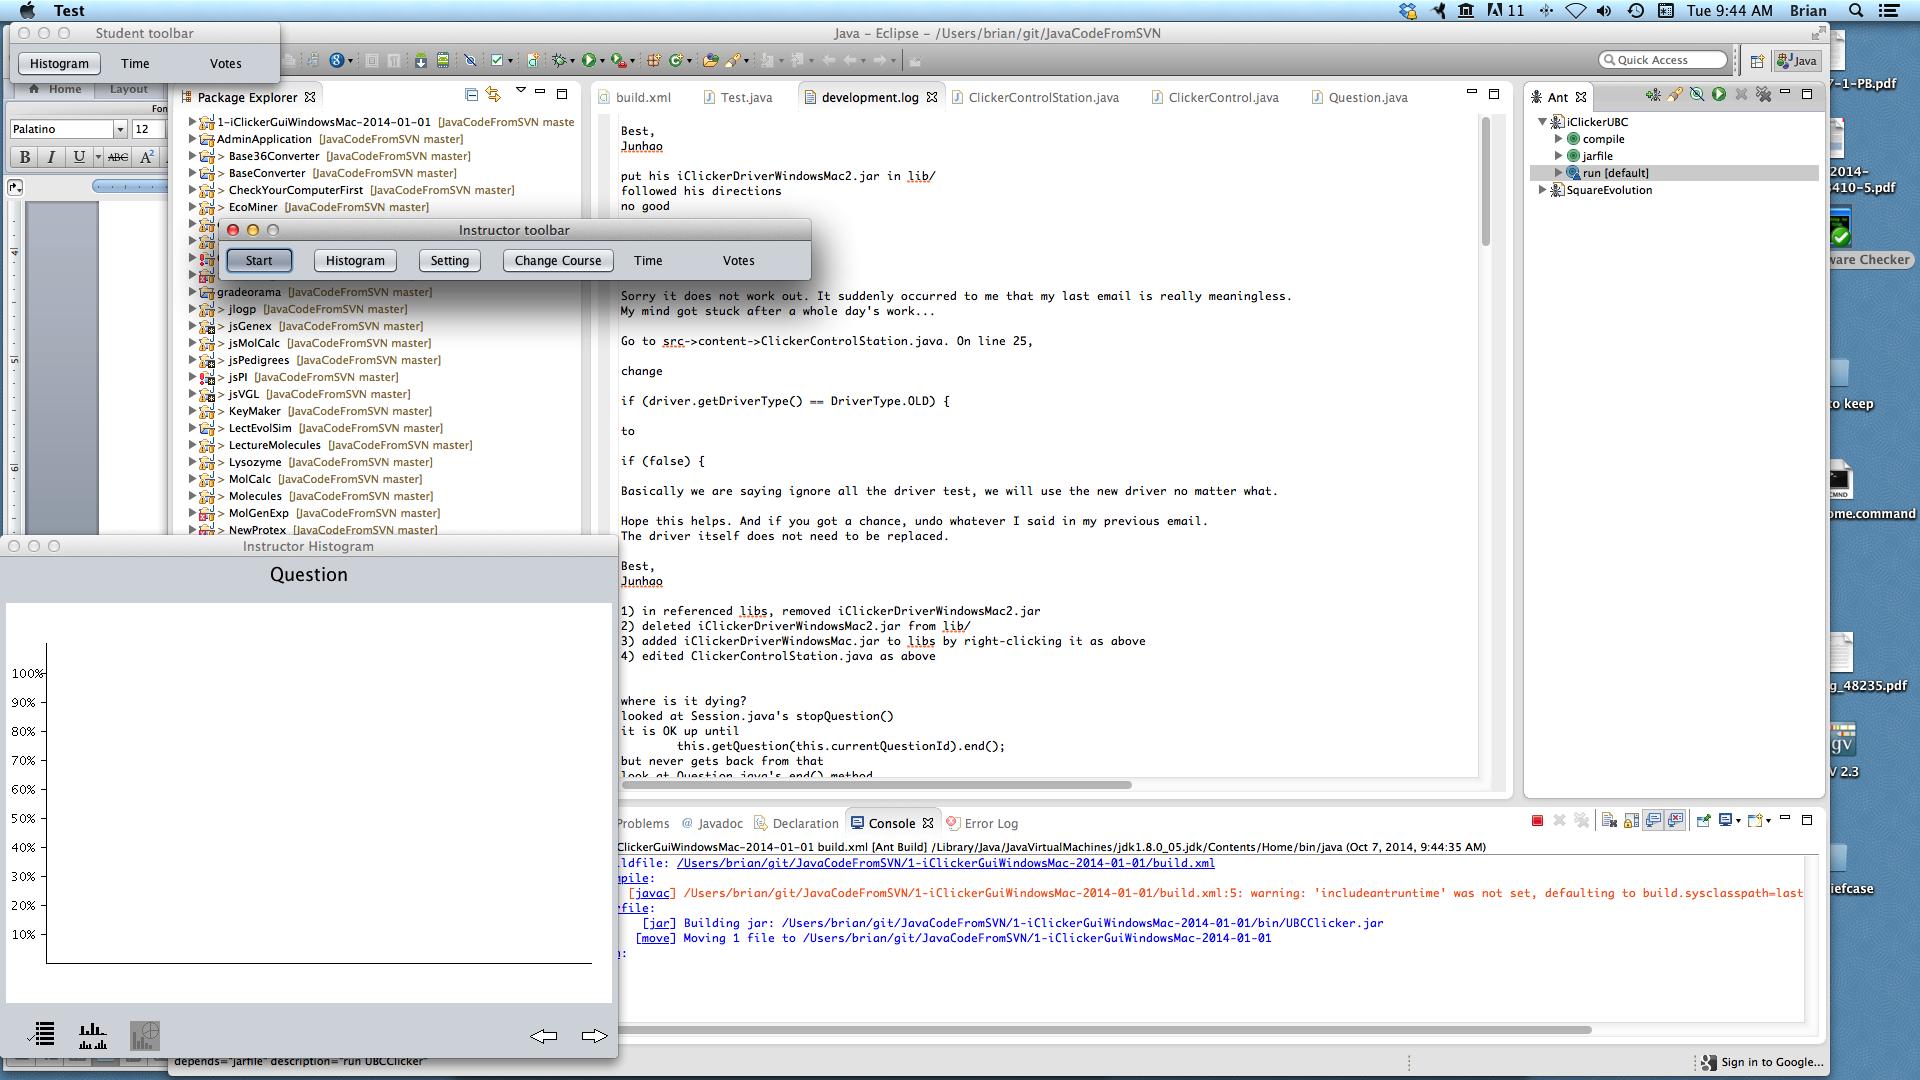 Test
11
Tue 9:44 AM
Brian
Student toolbar
Histogram
Time
Votes
Java – Eclipse – /Users/brian/git/JavaCodeFromSVN
Quick Access
Java
Home
Layout
Fon
Palatino
12
B
I
U
ABC
A2
4
5
6
Package Explorer
1-iClickerGuiWindowsMac-2014-01-01 [JavaCodeFromSVN maste
AdminApplication [JavaCodeFromSVN master]
> Base36Converter [JavaCodeFromSVN master]
> BaseConverter [JavaCodeFromSVN master]
> CheckYourComputerFirst [JavaCodeFromSVN master]
> EcoMiner [JavaCodeFromSVN master]
gradeorama [JavaCodeFromSVN master]
> jlogp [JavaCodeFromSVN master]
> jsGenex [JavaCodeFromSVN master]
> jsMolCalc [JavaCodeFromSVN master]
> jsPedigrees [JavaCodeFromSVN master]
> jsPI [JavaCodeFromSVN master]
> jsVGL [JavaCodeFromSVN master]
> KeyMaker [JavaCodeFromSVN master]
> LectEvolSim [JavaCodeFromSVN master]
> LectureMolecules [JavaCodeFromSVN master]
> Lysozyme [JavaCodeFromSVN master]
> MolCalc [JavaCodeFromSVN master]
> Molecules [JavaCodeFromSVN master]
> MolGenExp [JavaCodeFromSVN master]
> NewProtex [JavaCodeFromSVN master]
Instructor toolbar
Start
Histogram
Setting
Change Course
Time
Votes
build.xml
Test.java
development.log
ClickerControlStation.java
ClickerControl.java
Question.java
Best,
Junhao
put his iClickerDriverWindowsMac2.jar in lib/
followed his directions
no good
Sorry it does not work out. It suddenly occurred to me that my last email is really meaningless.
My mind got stuck after a whole day's work...
Go to src->content->ClickerControlStation.java. On line 25,
change
if (driver.getDriverType() == DriverType.OLD) {
to
if (false) {
Basically we are saying ignore all the driver test, we will use the new driver no matter what.
Hope this helps. And if you got a chance, undo whatever I said in my previous email.
The driver itself does not need to be replaced.
Best,
Junhao
1) in referenced libs, removed iClickerDriverWindowsMac2.jar
2) deleted iClickerDriverWindowsMac2.jar from lib/
3) added iClickerDriverWindowsMac.jar to libs by right-clicking it as above
4) edited ClickerControlStation.java as above
where is it dying?
looked at Session.java's stopQuestion()
it is OK up until
this.getQuestion(this.currentQuestionId).end();
but never gets back from that
look at Question.java's end() method
Ant
iClickerUBC
compile
jarfile
run [default]
SquareEvolution
7-1-PB.pdf
2014-
3410-5.pdf
ware Checker
to keep
CMND
ome.command
g_48235.pdf
gv
V 2.3
iefcase
Instructor Histogram
Question
100%
90%
80%
70%
60%
50%
40%
30%
20%
10%
Problems
@ Javadoc
Declaration
Console
Error Log
ClickerGuiWindowsMac-2014-01-01 build.xml [Ant Build] /Library/Java/JavaVirtualMachines/jdk1.8.0_05.jdk/Contents/Home/bin/java (Oct 7, 2014, 9:44:35 AM)
ldfile: /Users/brian/git/JavaCodeFromSVN/1-iClickerGuiWindowsMac-2014-01-01/build.xml
mpile:
[javac] /Users/brian/git/JavaCodeFromSVN/1-iClickerGuiWindowsMac-2014-01-01/build.xml:5: warning: 'includeantruntime' was not set, defaulting to build.sysclasspath=last
rfile:
[jar] Building jar: /Users/brian/git/JavaCodeFromSVN/1-iClickerGuiWindowsMac-2014-01-01/bin/UBCClicker.jar
[move] Moving 1 file to /Users/brian/git/JavaCodeFromSVN/1-iClickerGuiWindowsMac-2014-01-01
n:
depends="jarfile" description="run UBCClicker"
Sign in to Google...